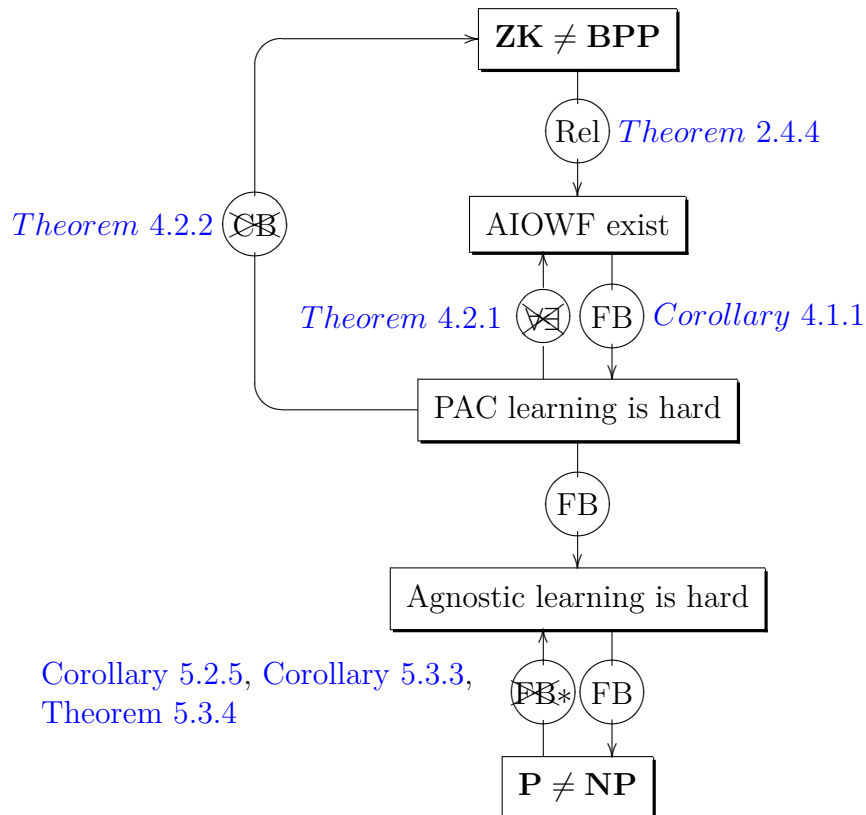 ZK ≠ BPP
Rel Theorem 2.4.4
Theorem 4.2.2 CB
AIOWF exist
Theorem 4.2.1 ∀∃ FB Corollary 4.1.1
PAC learning is hard
FB
Agnostic learning is hard
Corollary 5.2.5, Corollary 5.3.3,
Theorem 5.3.4
FB* FB
P ≠ NP